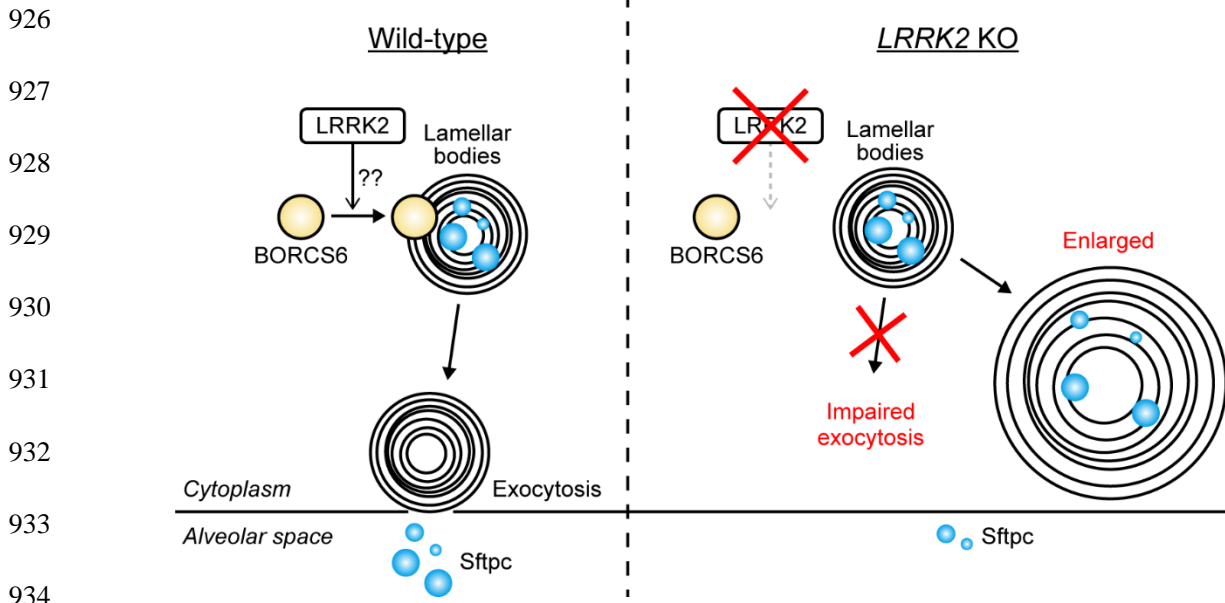 926
Wild-type
LRRK2 KO
927
LRRK2
Lamellar
bodies
LRRK2
Lamellar
bodies
928
??
929
BORCS6
BORCS6
Enlarged
930
931
Impaired
exocytosis
932
Cytoplasm
Exocytosis
933
Alveolar space
Sftpc
Sftpc
934